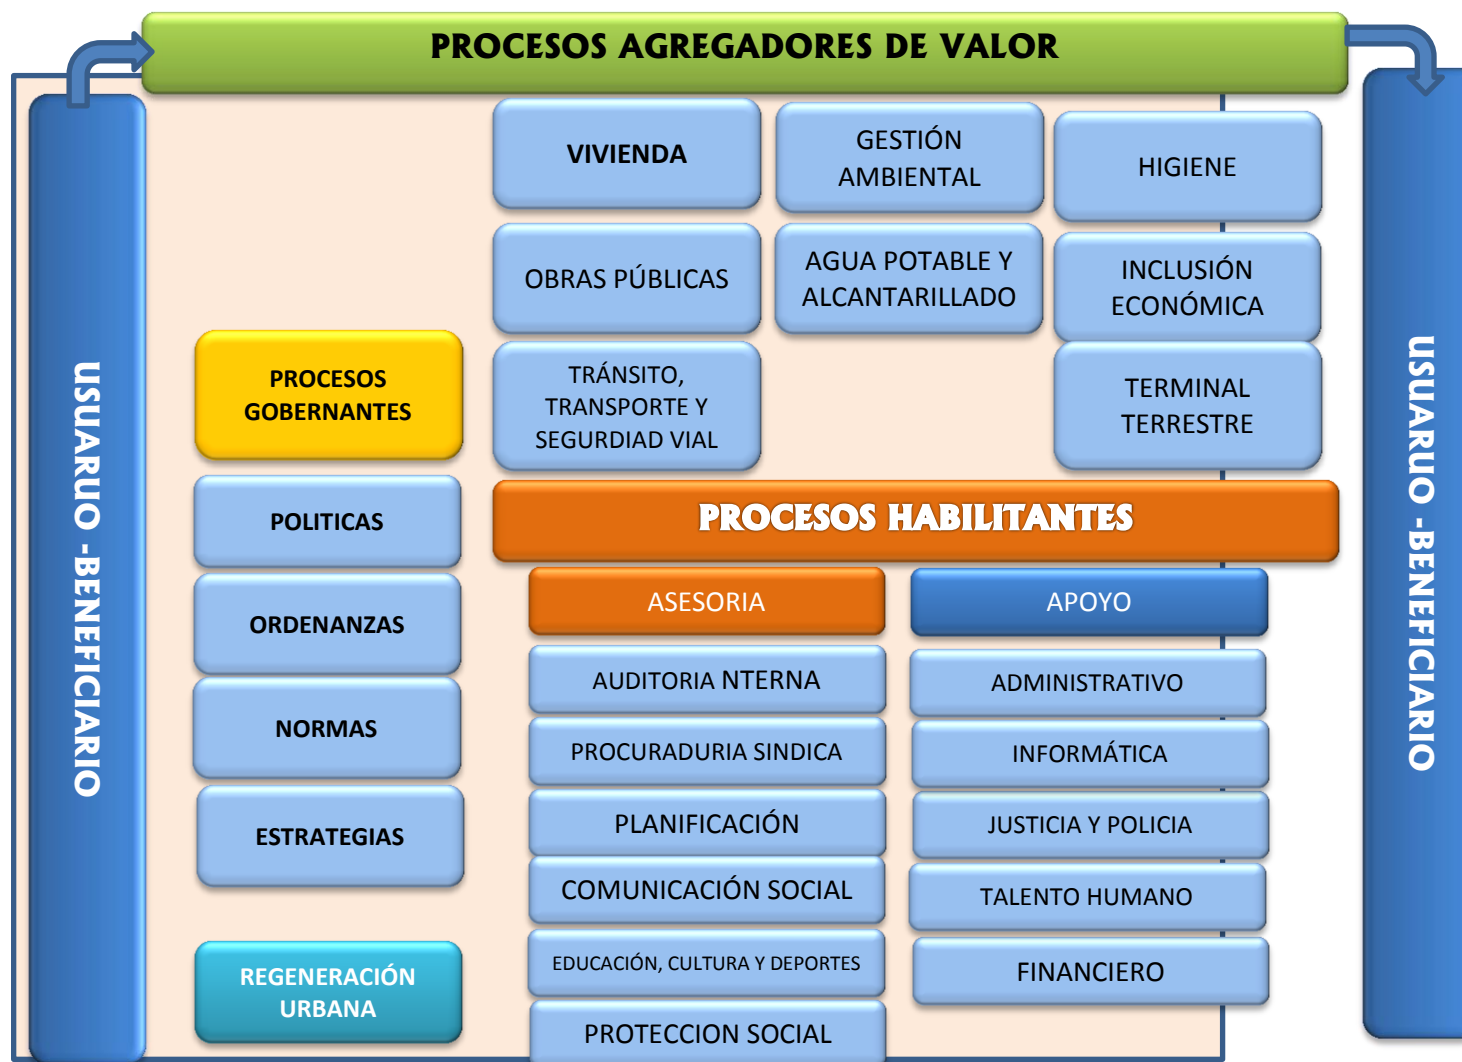 PROCESOS AGREGADORES DE VALOR
USUARUO -BENEFICIARIO
VIVIENDA
GESTIÓN
AMBIENTAL
HIGIENE
OBRAS PÚBLICAS
AGUA POTABLE Y
ALCANTARILLADO
INCLUSIÓN
ECONÓMICA
TRÁNSITO,
TRANSPORTE Y
SEGURDIAD VIAL
TERMINAL
TERRESTRE
PROCESOS
GOBERNANTES
POLITICAS
ORDENANZAS
NORMAS
ESTRATEGIAS
REGENERACIÓN
URBANA
PROCESOS HABILITANTES
ASESORIA
AUDITORIA NTERNA
PROCURADURIA SINDICA
PLANIFICACIÓN
COMUNICACIÓN SOCIAL
EDUCACIÓN, CULTURA Y DEPORTES
PROTECCION SOCIAL
APOYO
ADMINISTRATIVO
INFORMÁTICA
JUSTICIA Y POLICIA
TALENTO HUMANO
FINANCIERO
USUARUO -BENEFICIARIO